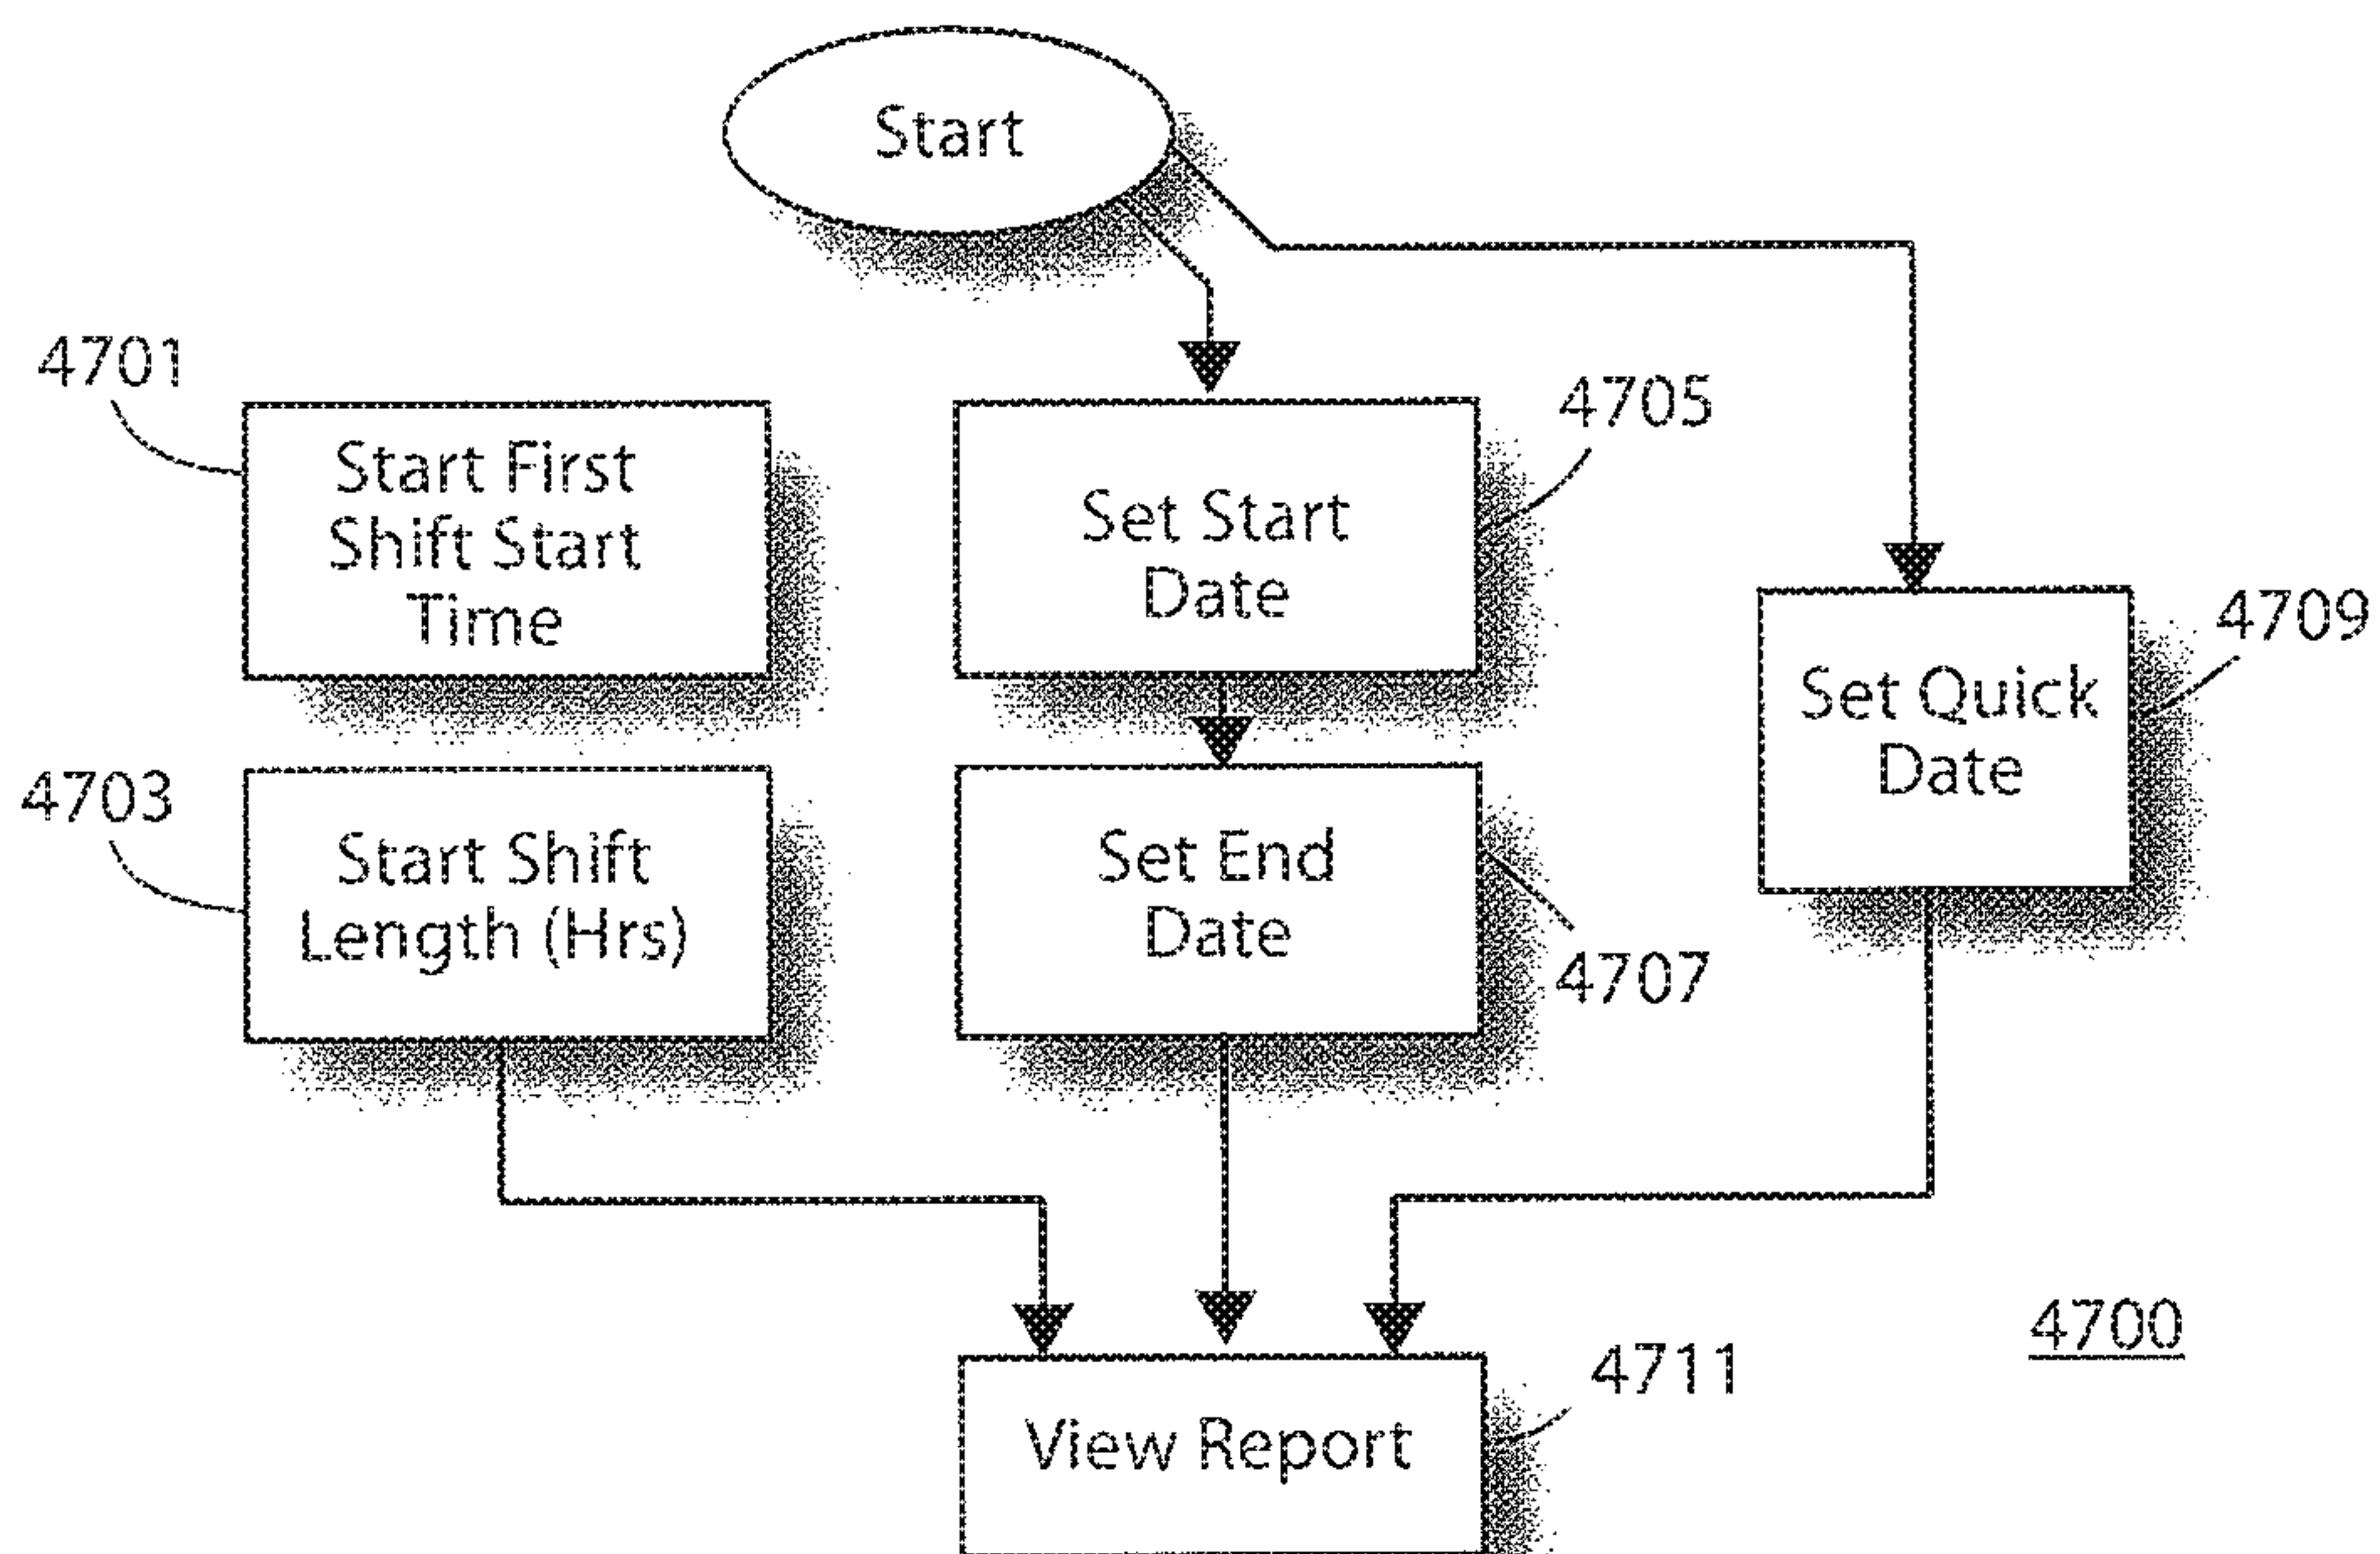 Start
4701
Start First
Shift Start
Time
4705
Set Start
Date
4709
Set Quick
Date
4703
Start Shift
Length (Hrs)
Set End
Date
4707
4700
4711
View Report